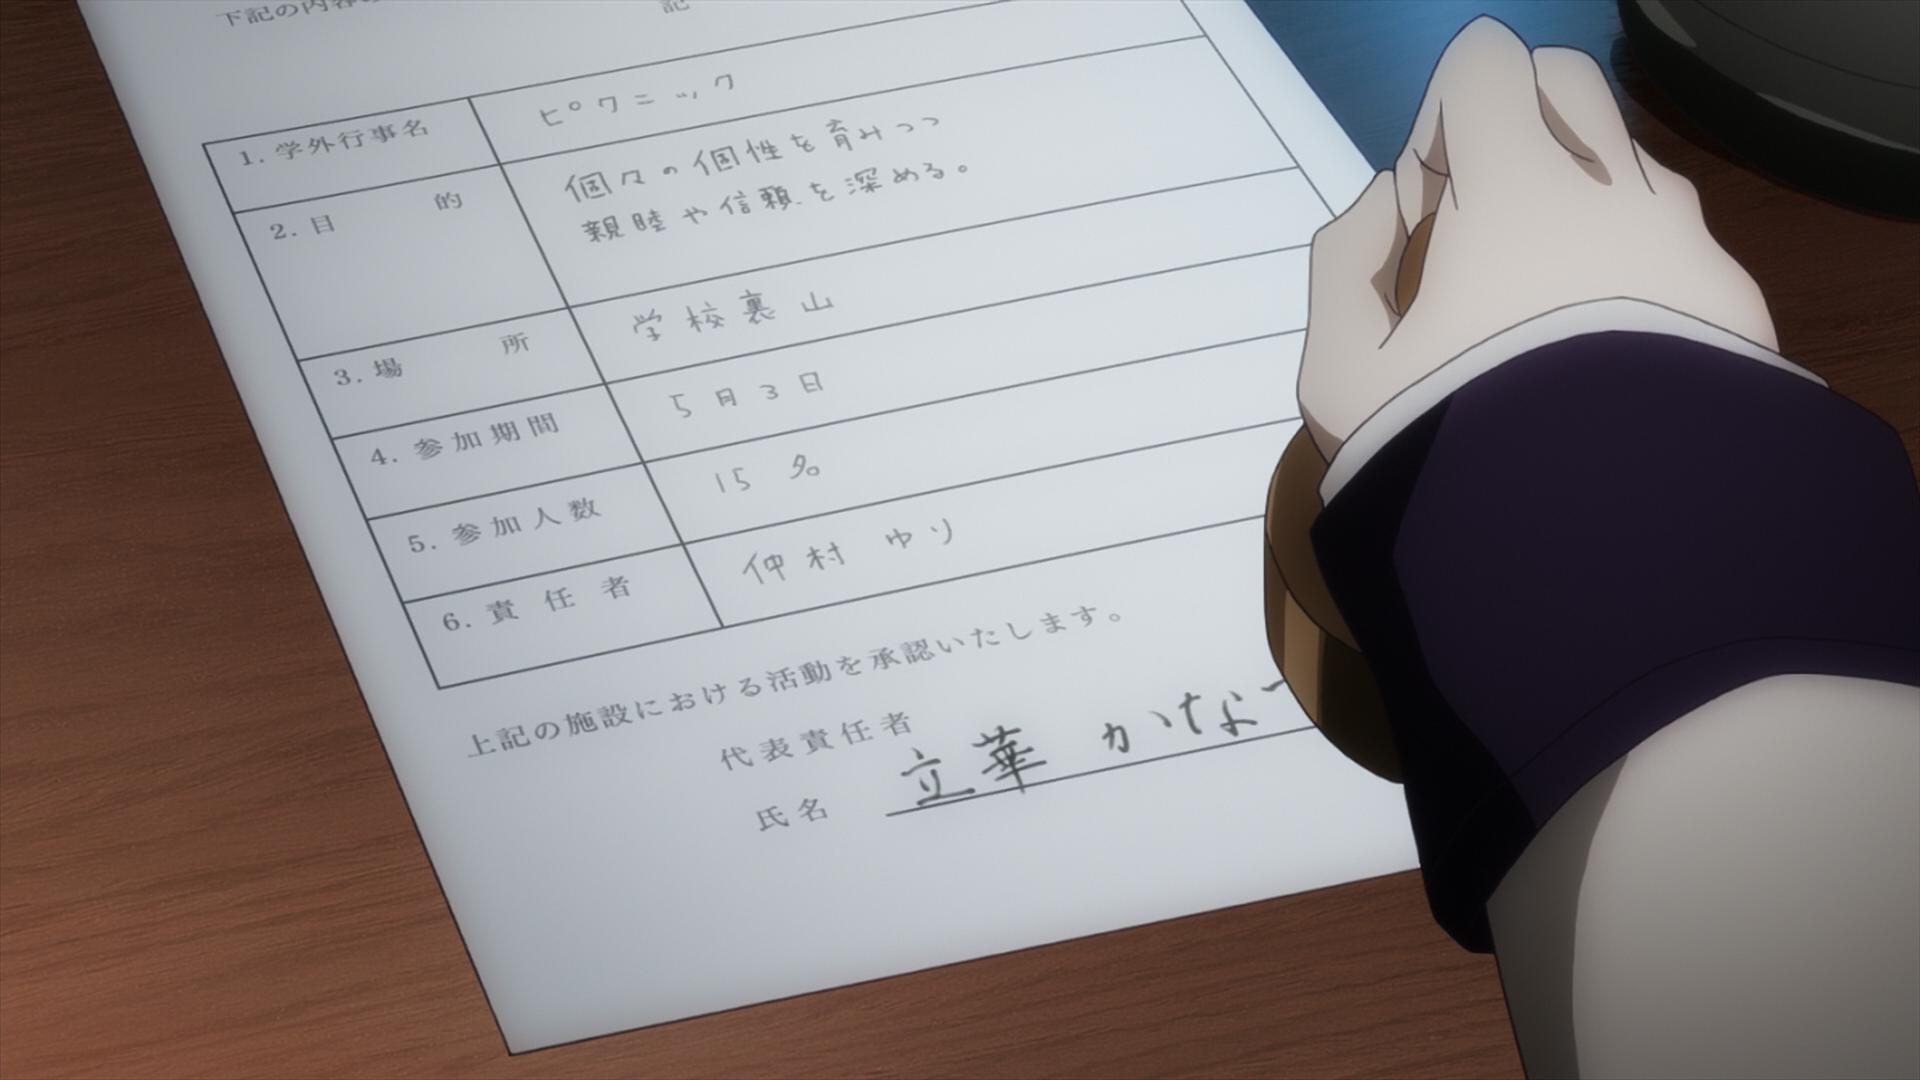 下記の内容
記
1. 学外行事名 ピクニック
2. 目的 個々の個性を育みつつ
親睦や信頼を深める。
3. 場所 学校裏山
4. 参加期間 5月3日
5. 参加人数 15名
6. 責任者 仲村ゆり
上記の施設における活動を承認いたします。
代表責任者
氏名 立華 かな